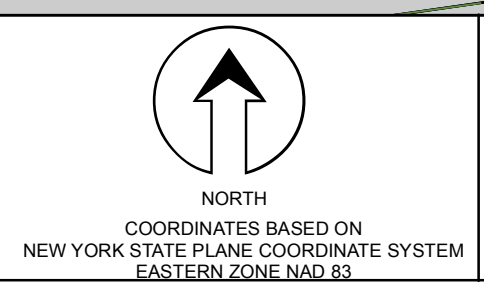 NORTH
COORDINATES BASED ON
NEW YORK STATE PLANE COORDINATE SYSTEM
EASTERN ZONE NAD 83